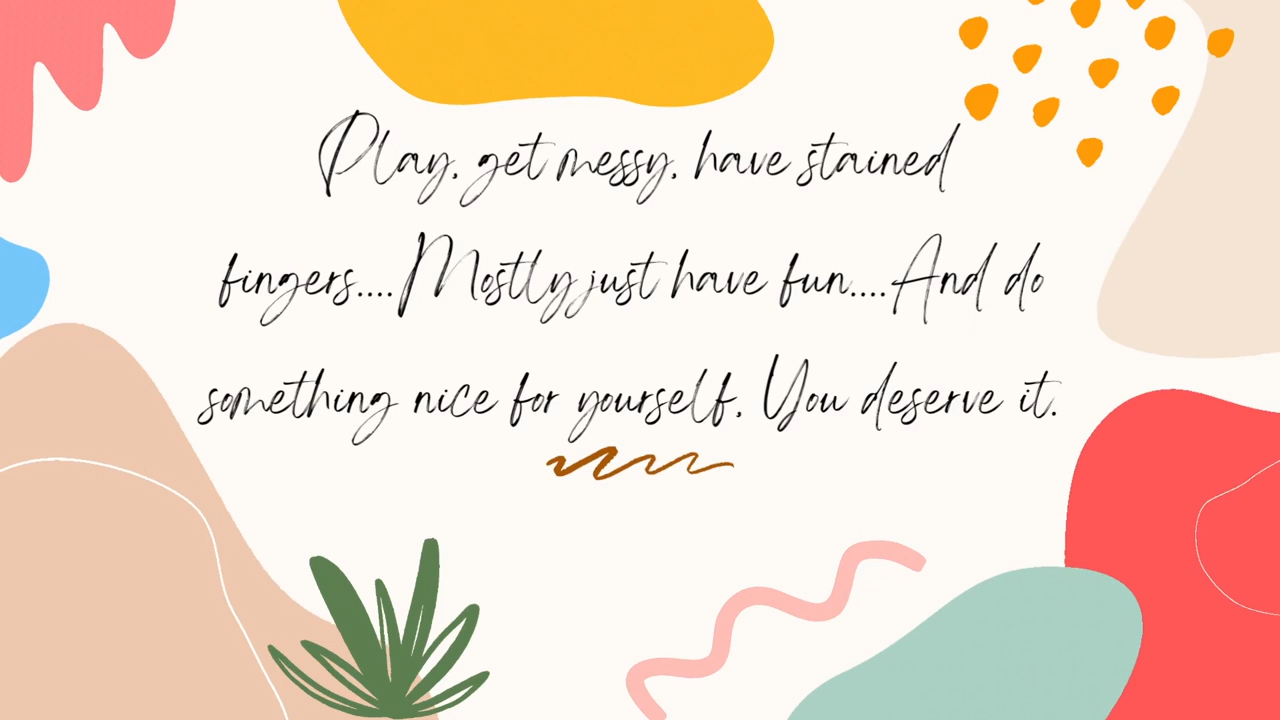 Play, get messy, have stained
fingers....Mostly just have fun....And do
something nice for yourself, You deserve it.